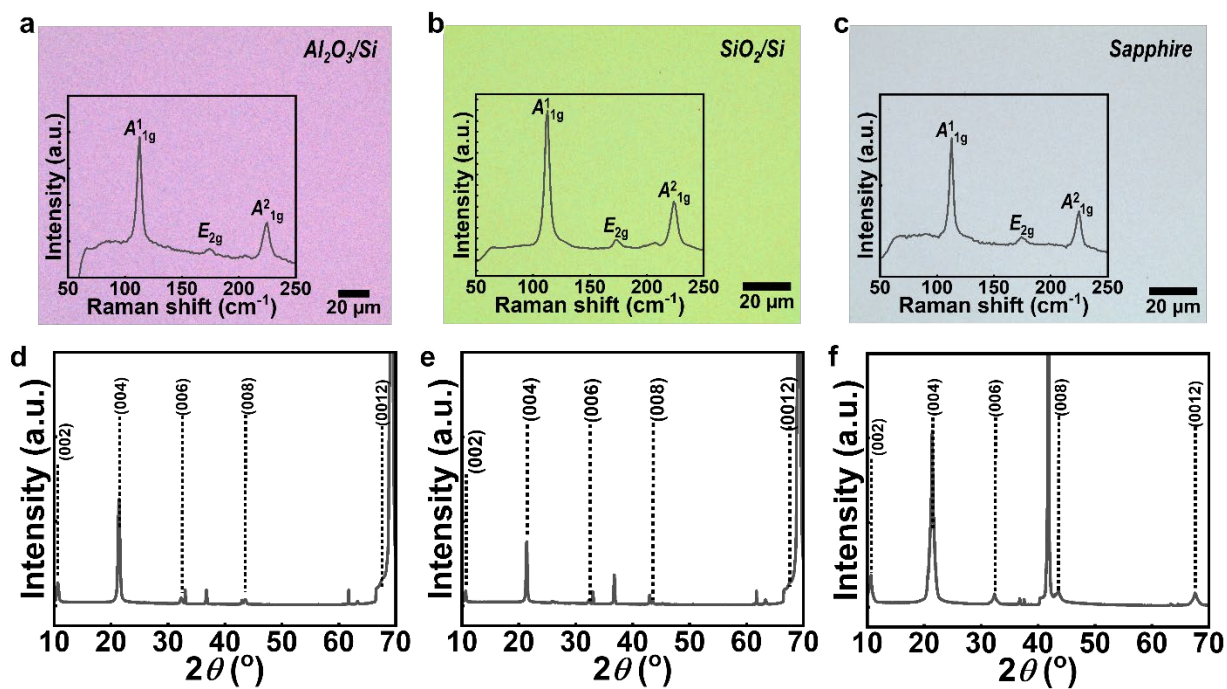 a
Al₂O₃/Si
Intensity (a.u.)
A¹₁g
E₂g
A²₁g
50 100 150 200 250
Raman shift (cm⁻¹)
20 µm
b
SiO₂/Si
Intensity (a.u.)
A¹₁g
E₂g
A²₁g
50 100 150 200 250
Raman shift (cm⁻¹)
20 µm
c
Sapphire
Intensity (a.u.)
A¹₁g
E₂g
A²₁g
50 100 150 200 250
Raman shift (cm⁻¹)
20 µm
d
Intensity (a.u.)
(002)
(004)
(006)
(008)
(0012)
10 20 30 40 50 60 70
2θ (°)
e
Intensity (a.u.)
(002)
(004)
(006)
(008)
(0012)
10 20 30 40 50 60 70
2θ (°)
f
Intensity (a.u.)
(002)
(004)
(006)
(008)
(0012)
10 20 30 40 50 60 70
2θ (°)